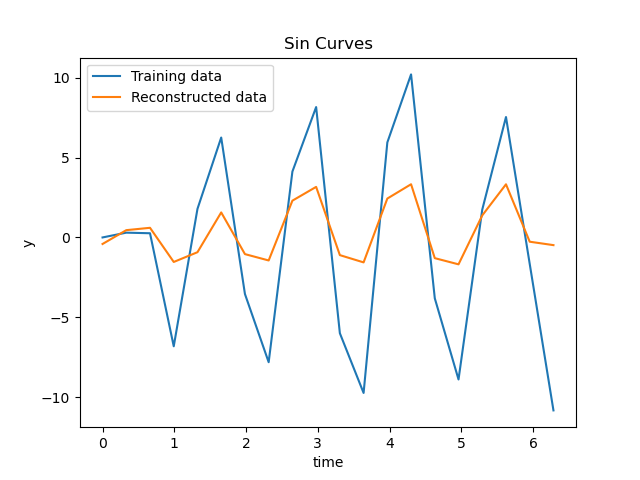 Sin Curves
Training data
Reconstructed data
10
5
0
−5
−10
y
0 1 2 3 4 5 6
time